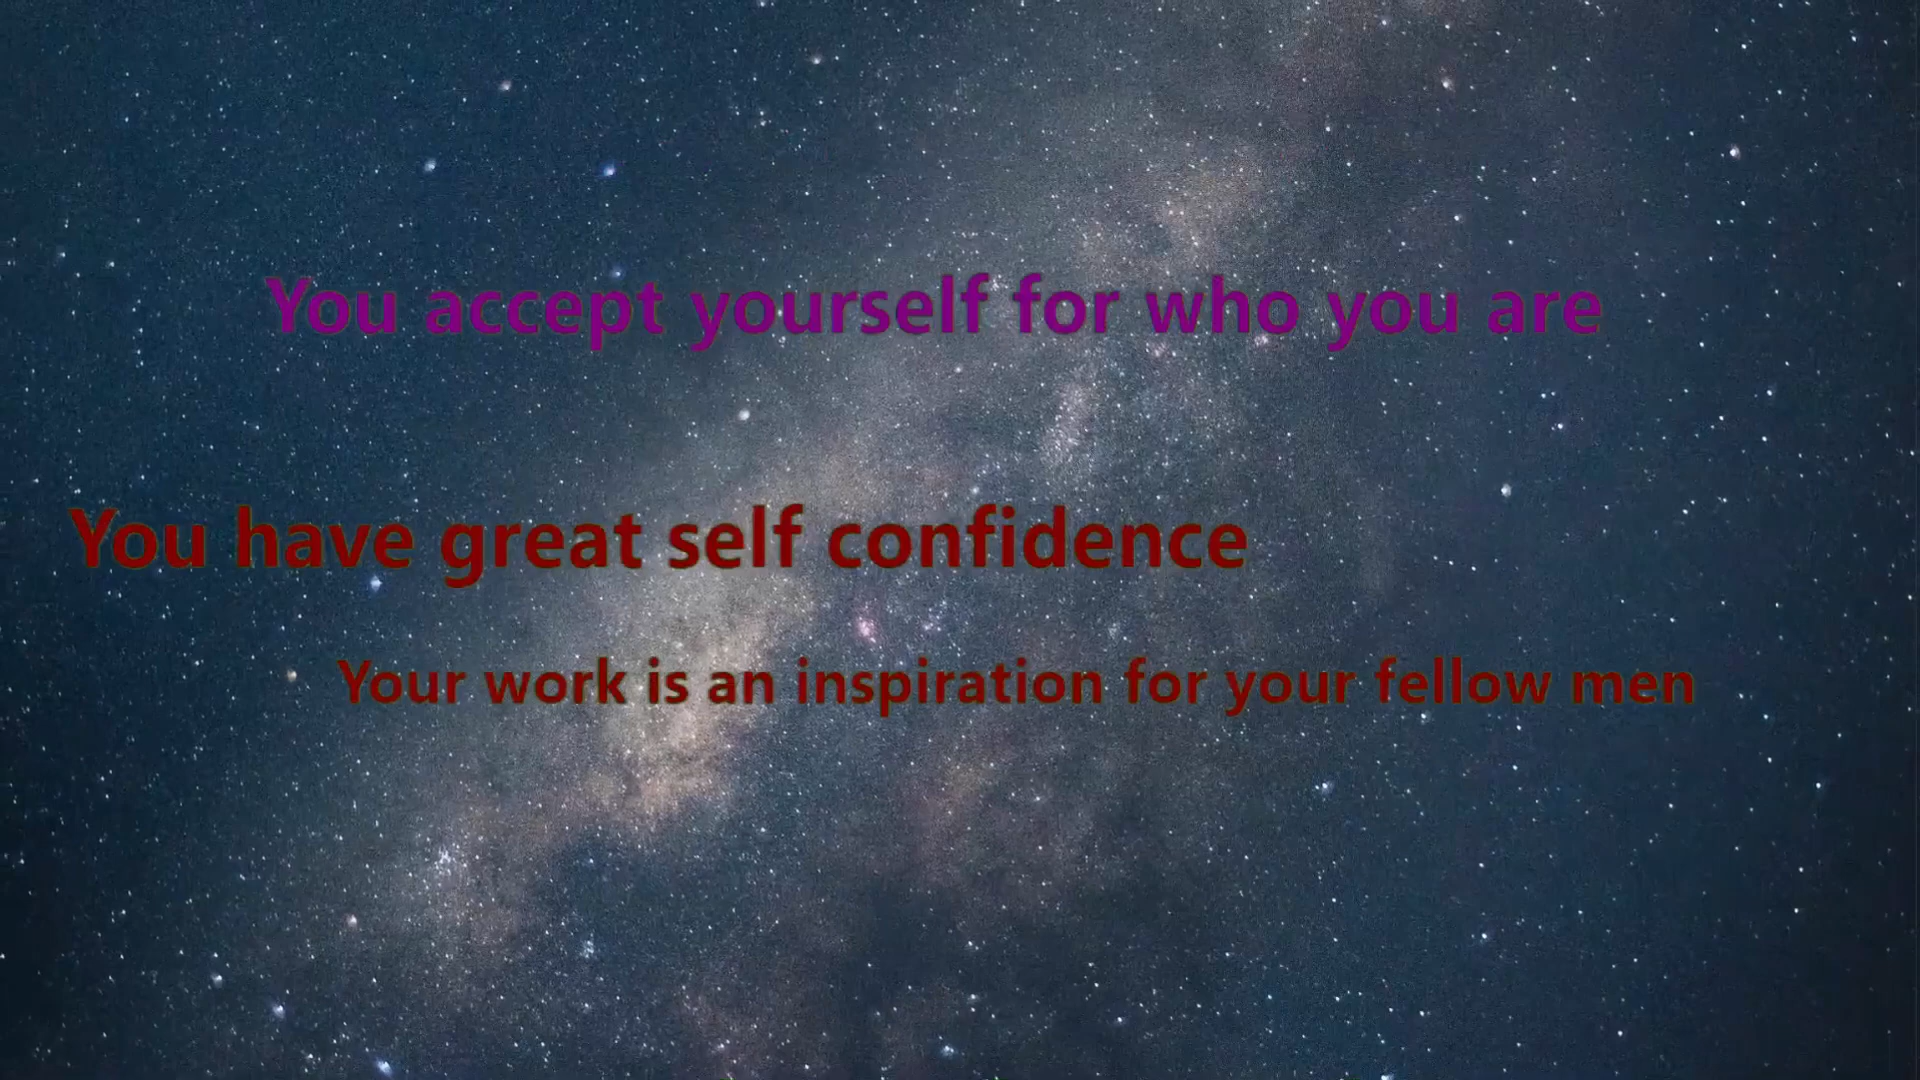 You accept yourself for who you are
You have great self confidence
Your work is an inspiration for your fellow men